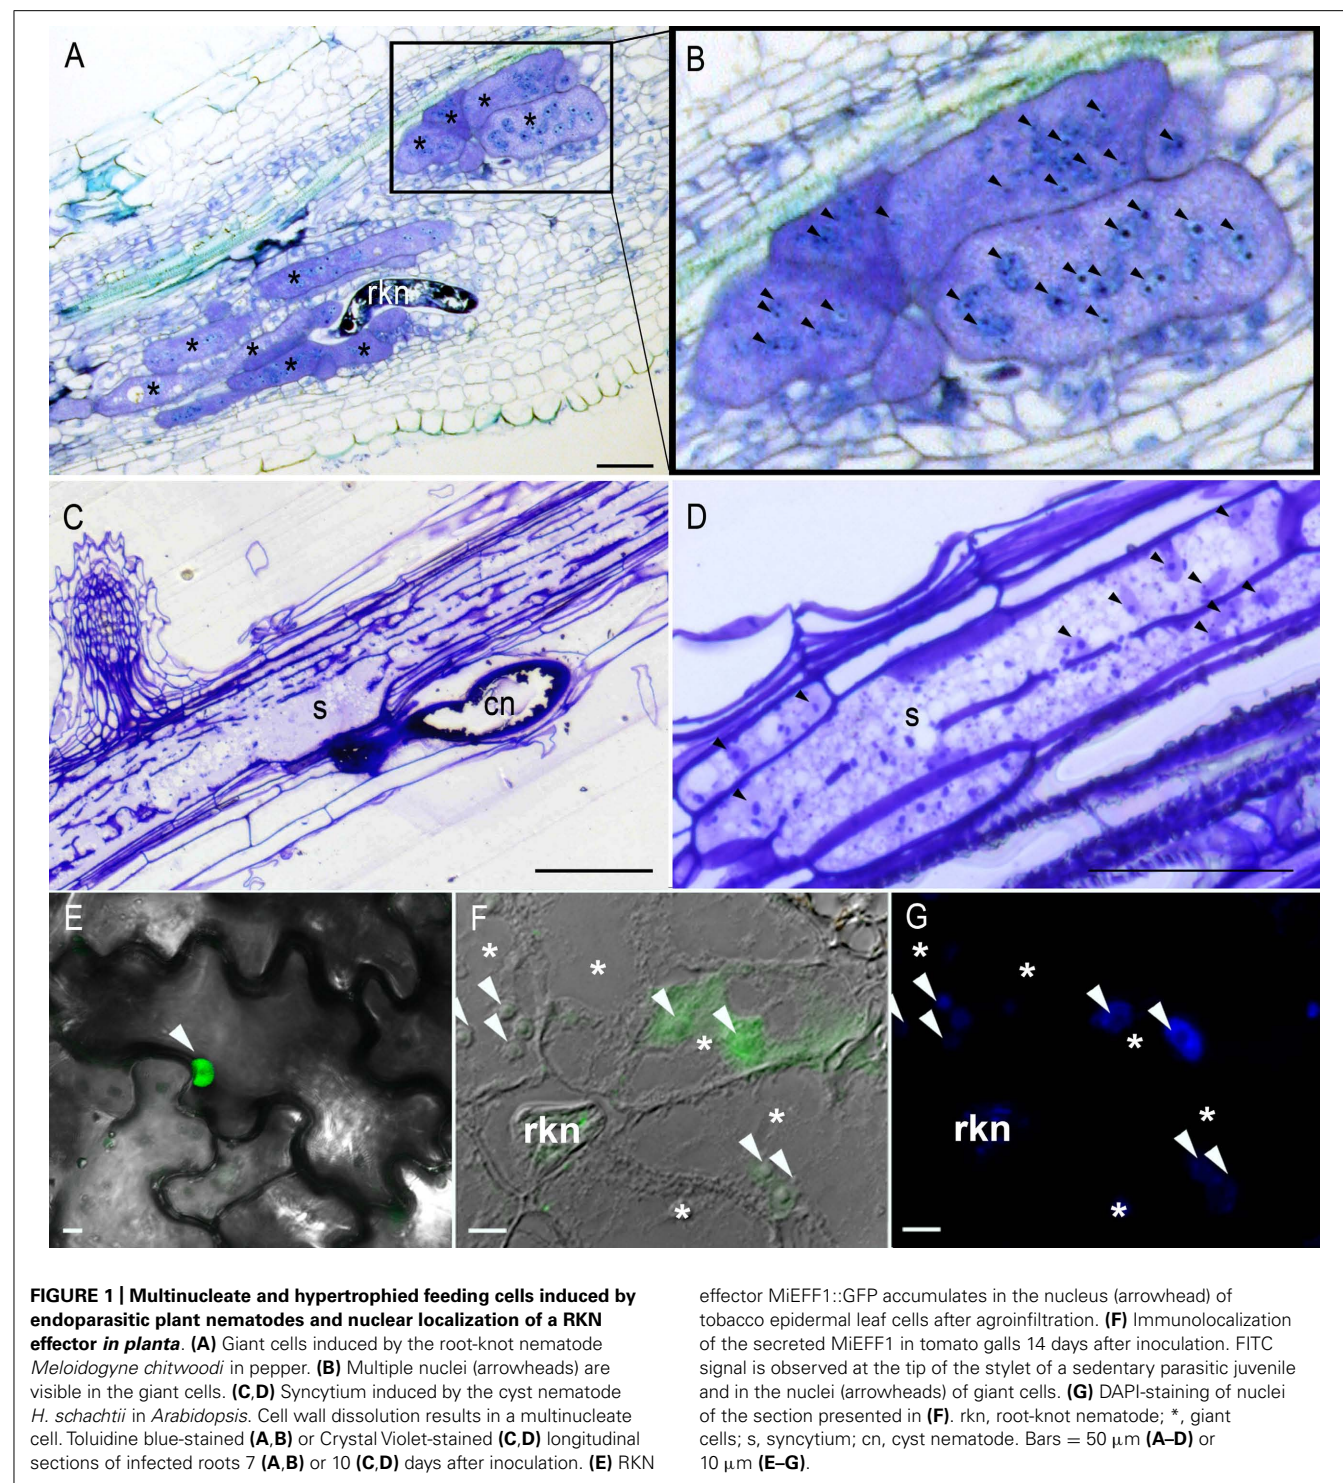 A
*
*
*
*
*
rkn
*
*
*
*
*
B
C
s
cn
D
s
E
F
*
*
*
rkn
*
*
G
*
*
*
*
rkn
*
FIGURE 1 | Multinucleate and hypertrophied feeding cells induced by
endoparasitic plant nematodes and nuclear localization of a RKN
effector in planta. (A) Giant cells induced by the root-knot nematode
Meloidogyne chitwoodi in pepper. (B) Multiple nuclei (arrowheads) are
visible in the giant cells. (C,D) Syncytium induced by the cyst nematode
H. schachtii in Arabidopsis. Cell wall dissolution results in a multinucleate
cell. Toluidine blue-stained (A,B) or Crystal Violet-stained (C,D) longitudinal
sections of infected roots 7 (A,B) or 10 (C,D) days after inoculation. (E) RKN
effector MiEFF1::GFP accumulates in the nucleus (arrowhead) of
tobacco epidermal leaf cells after agroinfiltration. (F) Immunolocalization
of the secreted MiEFF1 in tomato galls 14 days after inoculation. FITC
signal is observed at the tip of the stylet of a sedentary parasitic juvenile
and in the nuclei (arrowheads) of giant cells. (G) DAPI-staining of nuclei
of the section presented in (F). rkn, root-knot nematode; *, giant
cells; s, syncytium; cn, cyst nematode. Bars = 50 μm (A–D) or
10 μm (E–G).